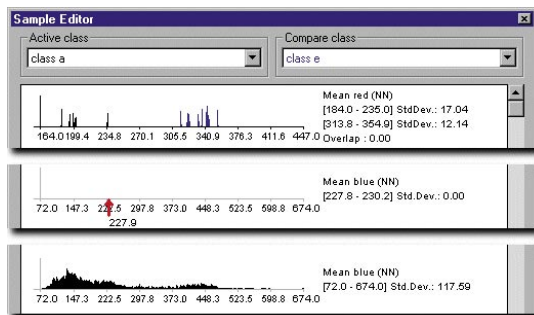 Sample Editor
Active class
Compare class
class a
class e
Mean red (NN)
[184.0 - 235.0] StdDev.: 17.04
[313.8 - 354.9] StdDev.: 12.14
164.0 199.4 234.8 270.1 305.5 340.9 376.3 411.6 447.0 Overlap : 0.00
Mean blue (NN)
[227.8 - 230.2] Std.Dev.: 0.00
72.0 147.3 222.5 297.8 373.0 448.3 523.5 598.8 674.0
227.9
Mean blue (NN)
[72.0 - 674.0] Std.Dev.: 117.59
72.0 147.3 222.5 297.8 373.0 448.3 523.5 598.8 674.0